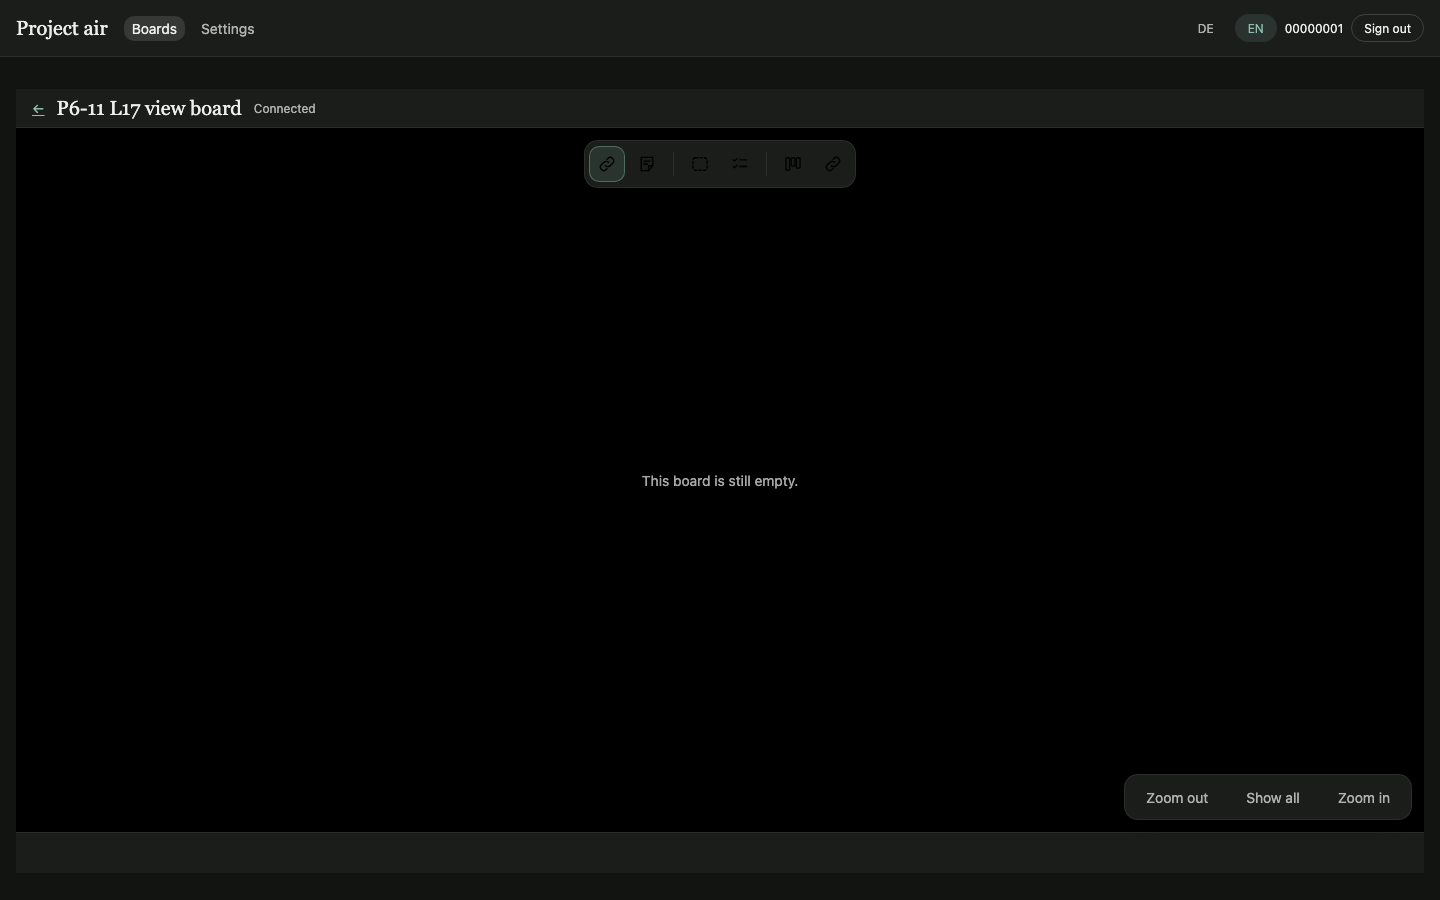 Project air Boards Settings DE EN 00000001 Sign out
P6-11 L17 view board Connected
This board is still empty.
Zoom out Show all Zoom in